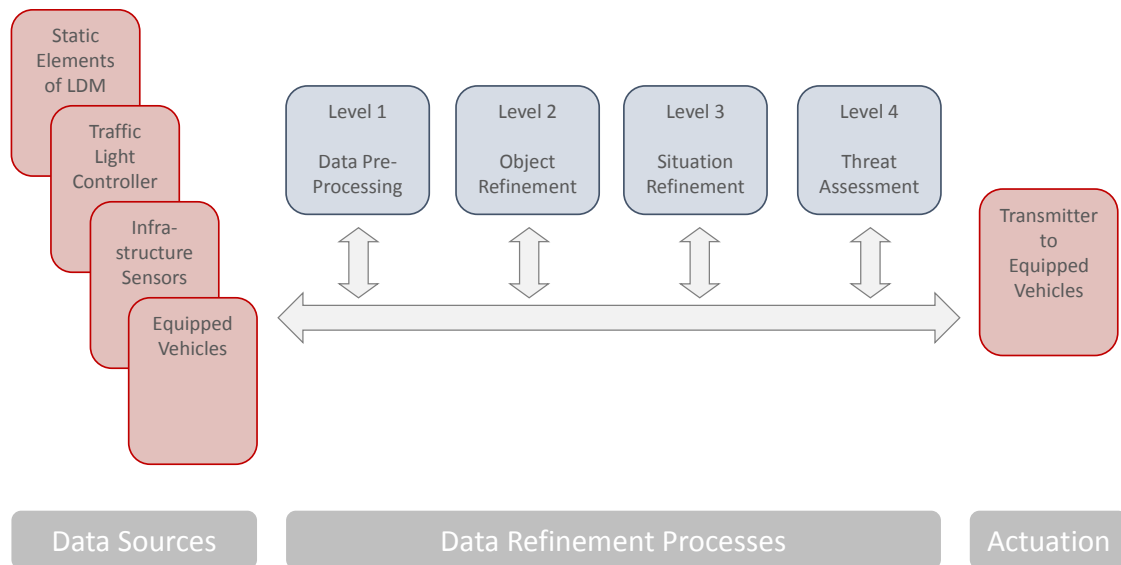 Static
Elements
of LDM
Traffic
Light
Controller
Infra-
structure
Sensors
Equipped
Vehicles
Level 1
Data Pre-
Processing
Level 2
Object
Refinement
Level 3
Situation
Refinement
Level 4
Threat
Assessment
Transmitter
to
Equipped
Vehicles
Data Sources
Data Refinement Processes
Actuation